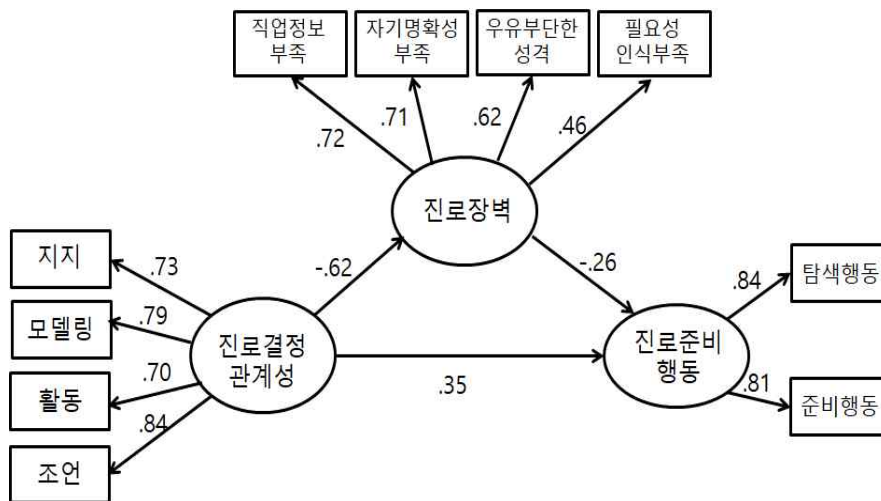 직업정보
부족
자기명확성
부족
우유부단한
성격
필요성
인식부족
.72
.71
.62
.46
진로장벽
지지
.73
-.62
-.26
.84
탐색행동
모델링
.79
진로결정
관계성
진로준비
행동
.70
.35
.81
활동
준비행동
.84
조언